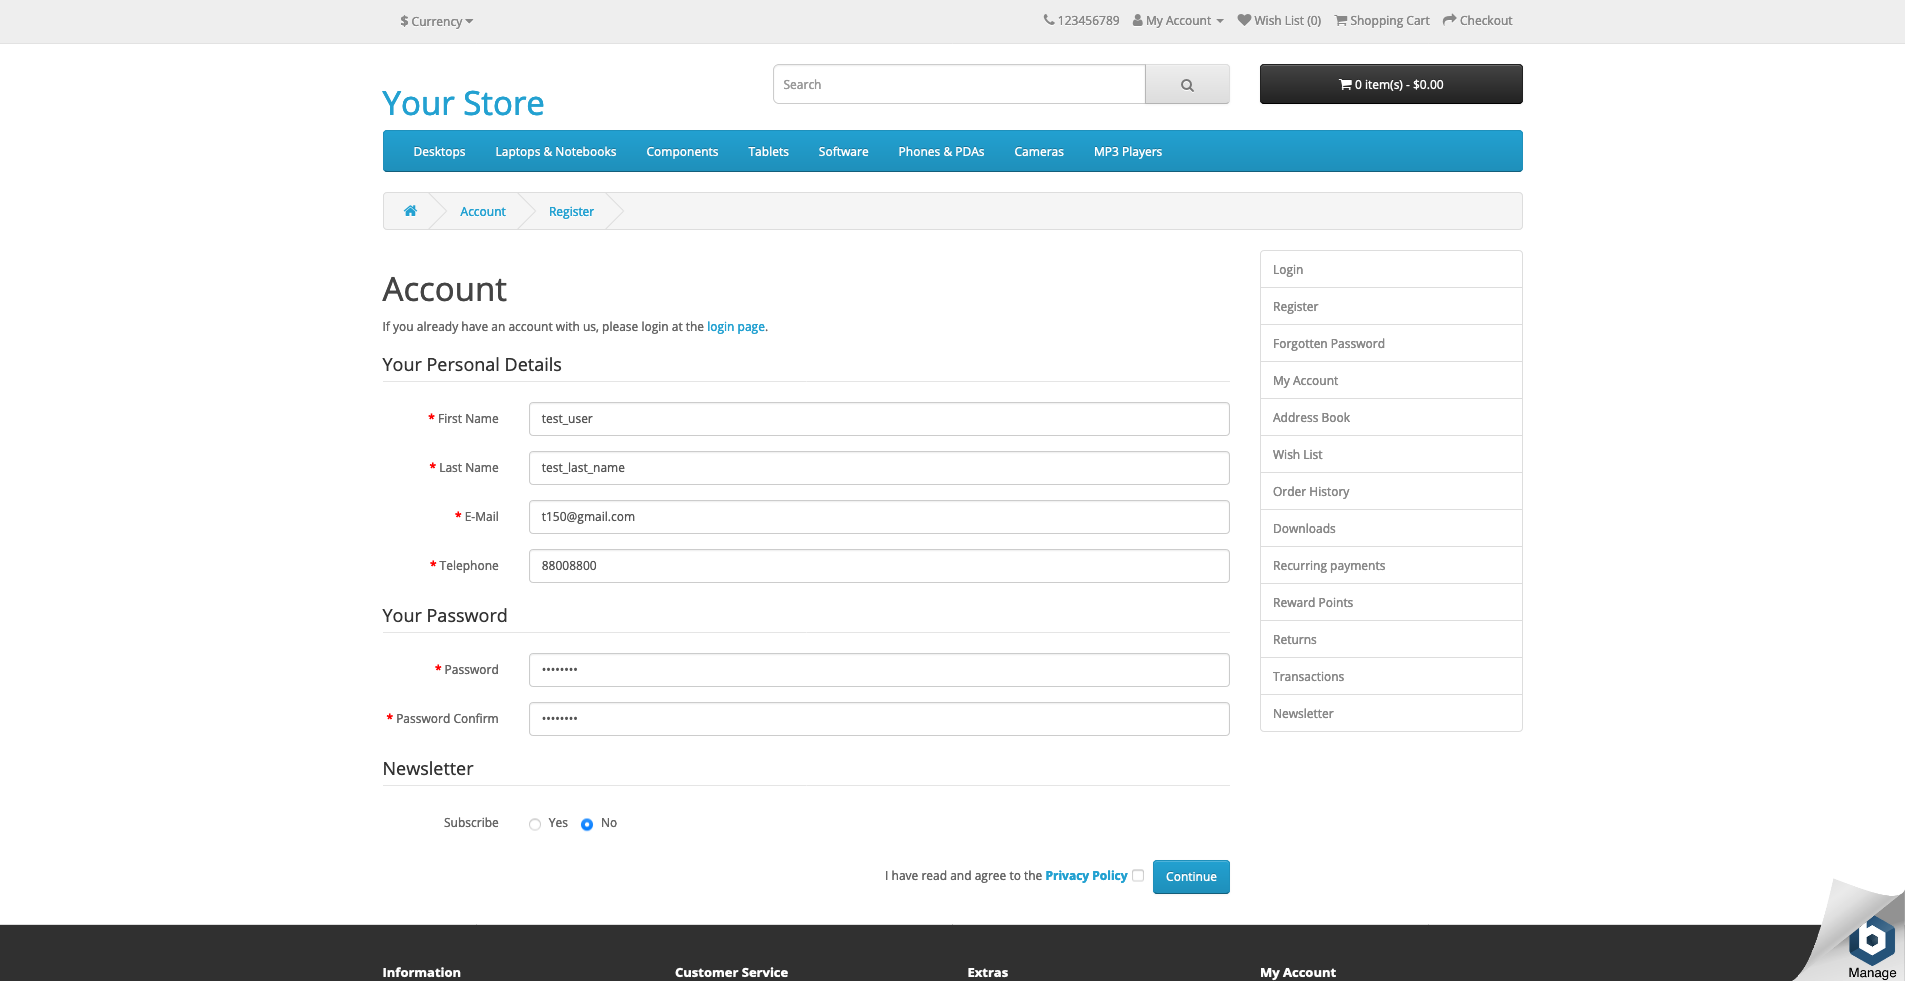 $ Currency
123456789 My Account Wish List (0) Shopping Cart Checkout
Your Store
Search
0 item(s) - $0.00
Desktops Laptops & Notebooks Components Tablets Software Phones & PDAs Cameras MP3 Players
Account Register
Account
If you already have an account with us, please login at the login page.
Your Personal Details
* First Name test_user
* Last Name test_last_name
* E-Mail t150@gmail.com
* Telephone 88008800
Your Password
* Password ••••••••
* Password Confirm ••••••••
Newsletter
Subscribe Yes No
I have read and agree to the Privacy Policy Continue
Login
Register
Forgotten Password
My Account
Address Book
Wish List
Order History
Downloads
Recurring payments
Reward Points
Returns
Transactions
Newsletter
Information Customer Service Extras My Account
Manage